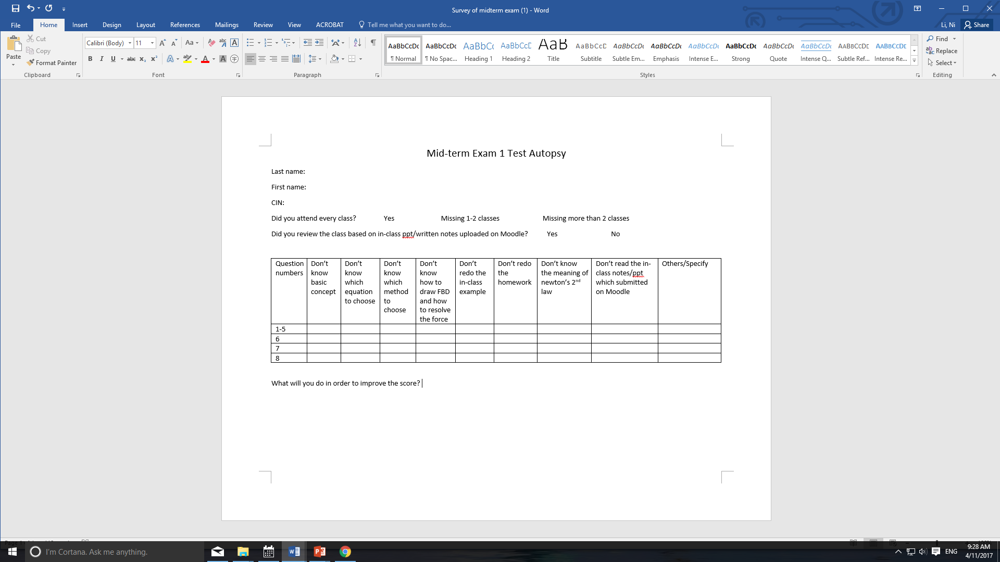 Survey of midterm exam (1) - Word
File Home Insert Design Layout References Mailings Review View ACROBAT Tell me what you want to do... Li, Ni Share
Paste
Cut
Copy
Format Painter
Clipboard
Calibri (Body) 11
Font
Paragraph
AaBbCcDc AaBbCcDc AaBbC( AaBbCcE AaB AaBbCcD AaBbCcDc AaBbCcDc AaBbCcDc AaBbCcDc AaBbCcDc AaBbCcDc AaBbCcDc AaBbCcDc
¶ Normal ¶ No Spac... Heading 1 Heading 2 Title Subtitle Subtle Em... Emphasis Intense E... Strong Quote Intense Q... Subtle Ref... Intense Re...
Styles
Find
Replace
Select
Editing
Mid-term Exam 1 Test Autopsy
Last name:
First name:
CIN:
Did you attend every class? Yes Missing 1-2 classes Missing more than 2 classes
Did you review the class based on in-class ppt/written notes uploaded on Moodle? Yes No
Question
numbers
Don’t
know
basic
concept
Don’t
know
which
equation
to choose
Don’t
know
which
method
to
choose
Don’t
know
how to
draw FBD
and how
to resolve
the force
Don’t
redo the
in-class
example
Don’t redo
the
homework
Don’t know
the meaning of
newton’s 2nd
law
Don’t read the in-
class notes/ppt
which submitted
on Moodle
Others/Specify
1-5
6
7
8
What will you do in order to improve the score?
I'm Cortana. Ask me anything.
ENG
9:28 AM
4/11/2017